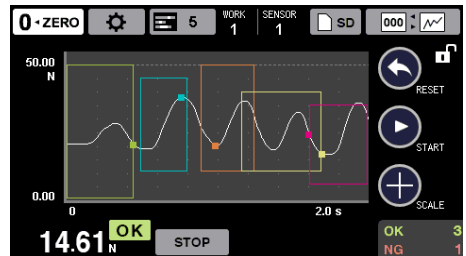 0 ZERO
5
WORK
1
SENSOR
1
SD
000
50.00
N
0.00
0
2.0 s
RESET
START
SCALE
14.61 N
OK
STOP
OK 3
NG 1